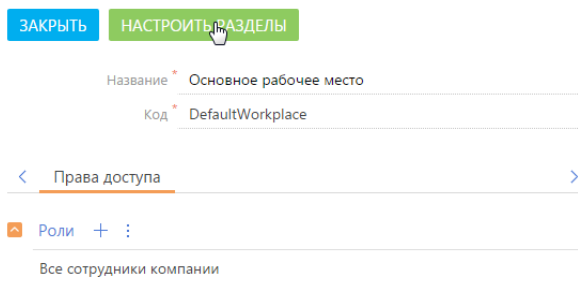 ЗАКРЫТЬ НАСТРОИТЬ РАЗДЕЛЫ
Название * Основное рабочее место
Код * DefaultWorkplace
Права доступа
Роли
Все сотрудники компании